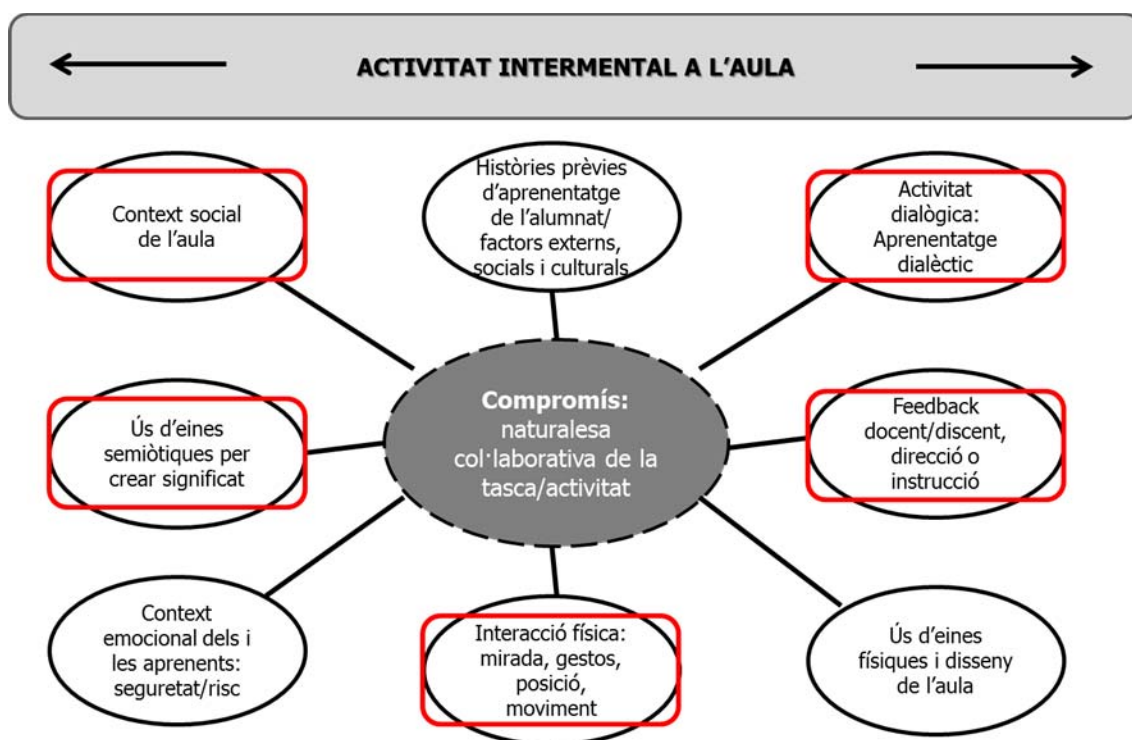 ACTIVITAT INTERMENTAL A L'AULA
Context social
de l'aula
Històries prèvies
d'aprenentatge
de l'alumnat/
factors externs,
socials i culturals
Activitat
dialògica:
Aprenentatge
dialèctic
Ús d'eines
semiòtiques per
crear significat
Compromís:
naturalesa
col·laborativa de la
tasca/activitat
Feedback
docent/discent,
direcció o
instrucció
Context
emocional dels i
les aprenents:
seguretat/risc
Interacció física:
mirada, gestos,
posició,
moviment
Ús d'eines
físiques i disseny
de l'aula